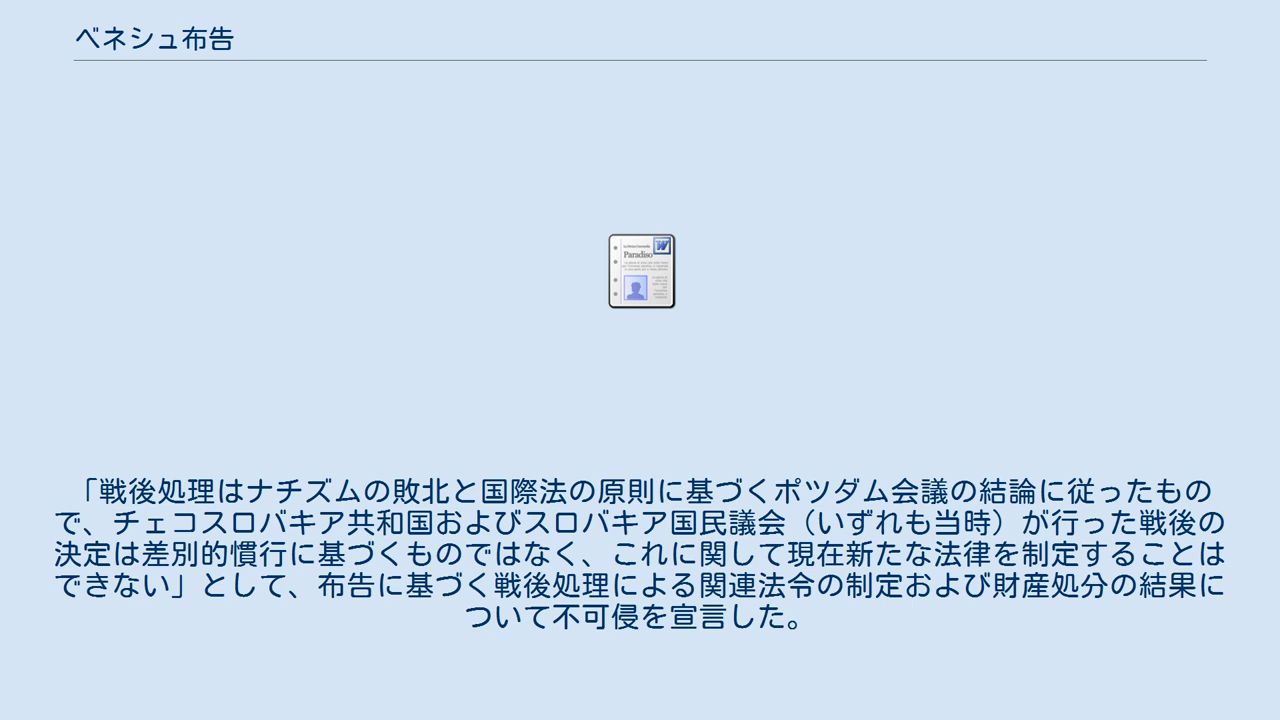 ベネシュ布告
Paradiso
「戦後処理はナチズムの敗北と国際法の原則に基づくポツダム会議の結論に従ったもの
で、チェコスロバキア共和国およびスロバキア国民議会（いずれも当時）が行った戦後の
決定は差別的慣行に基づくものではなく、これに関して現在新たな法律を制定することは
できない」として、布告に基づく戦後処理による関連法令の制定および財産処分の結果に
ついて不可侵を宣言した。